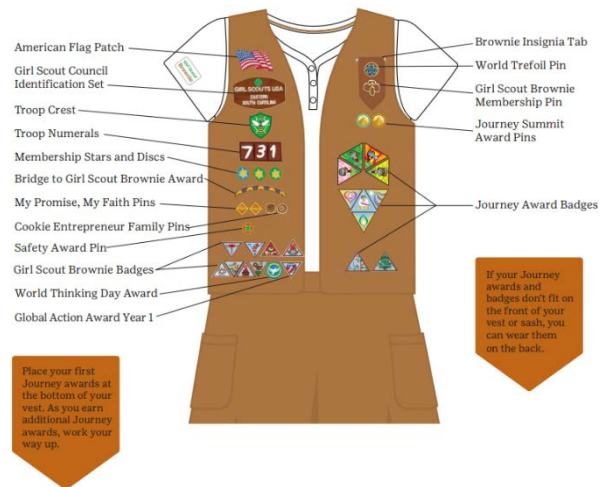 American Flag Patch
Girl Scout Council
Identification Set
Troop Crest
Troop Numerals
Membership Stars and Discs
Bridge to Girl Scout Brownie Award
My Promise, My Faith Pins
Cookie Entrepreneur Family Pins
Safety Award Pin
Girl Scout Brownie Badges
World Thinking Day Award
Global Action Award Year 1
Place your first
Journey awards at
the bottom of your
vest. As you earn
additional Journey
awards, work your
way up.
GIRL SCOUTS USA
EASTERN
SOUTH CAROLINA
731
Brownie Insignia Tab
World Trefoil Pin
Girl Scout Brownie
Membership Pin
Journey Summit
Award Pins
Journey Award Badges
If your Journey
awards and
badges don't fit on
the front of your
vest or sash, you
can wear them
on the back.